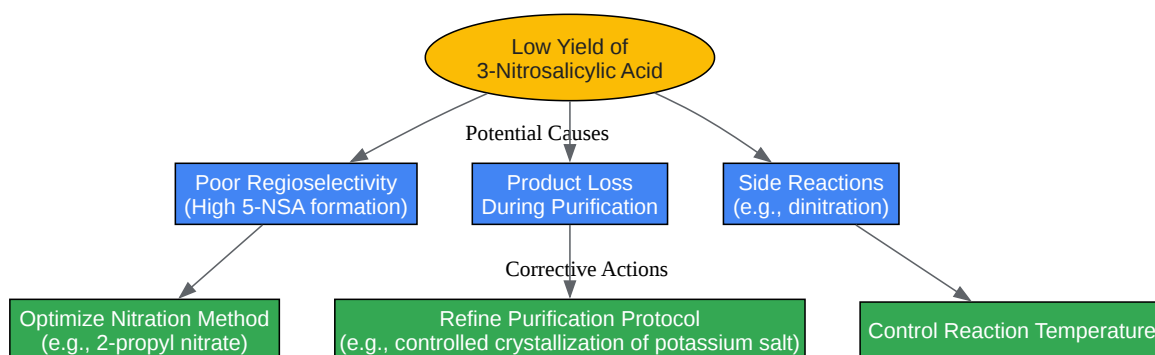 Low Yield of
3-Nitrosalicylic Acid
Potential Causes
Poor Regioselectivity
(High 5-NSA formation)
Product Loss
During Purification
Side Reactions
(e.g., dinitration)
Corrective Actions
Optimize Nitration Method
(e.g., 2-propyl nitrate)
Refine Purification Protocol
(e.g., controlled crystallization of potassium salt)
Control Reaction Temperature